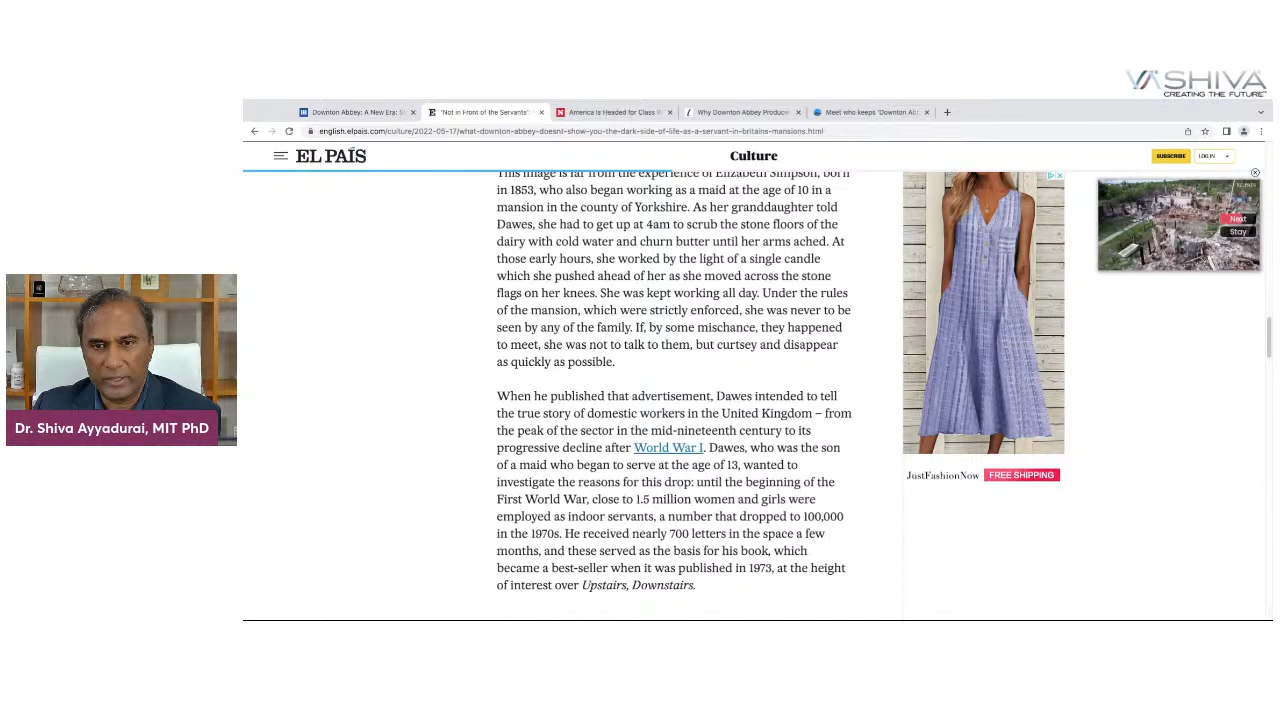 VASHIVA
CREATING THE FUTURE™
Downton Abbey: A New Era: S
'Not in Front of the Servants':
America Is Headed for Class W
Why Downton Abbey Produce
Meet who keeps 'Downton Ab
english.elpais.com/culture/2022-05-17/what-downton-abbey-doesnt-show-you-the-dark-side-of-life-as-a-servant-in-britains-mansions.html
EL PAÍS
Culture
SUBSCRIBE
LOG IN
This image is far from the experience of Elizabeth Simpson, born
in 1853, who also began working as a maid at the age of 10 in a
mansion in the county of Yorkshire. As her granddaughter told
Dawes, she had to get up at 4am to scrub the stone floors of the
dairy with cold water and churn butter until her arms ached. At
those early hours, she worked by the light of a single candle
which she pushed ahead of her as she moved across the stone
flags on her knees. She was kept working all day. Under the rules
of the mansion, which were strictly enforced, she was never to be
seen by any of the family. If, by some mischance, they happened
to meet, she was not to talk to them, but curtsey and disappear
as quickly as possible.
When he published that advertisement, Dawes intended to tell
the true story of domestic workers in the United Kingdom – from
the peak of the sector in the mid-nineteenth century to its
progressive decline after World War I. Dawes, who was the son
of a maid who began to serve at the age of 13, wanted to
investigate the reasons for this drop: until the beginning of the
First World War, close to 1.5 million women and girls were
employed as indoor servants, a number that dropped to 100,000
in the 1970s. He received nearly 700 letters in the space a few
months, and these served as the basis for his book, which
became a best-seller when it was published in 1973, at the height
of interest over Upstairs, Downstairs.
JustFashionNow FREE SHIPPING
Next
Stay
Dr. Shiva Ayyadurai, MIT PhD